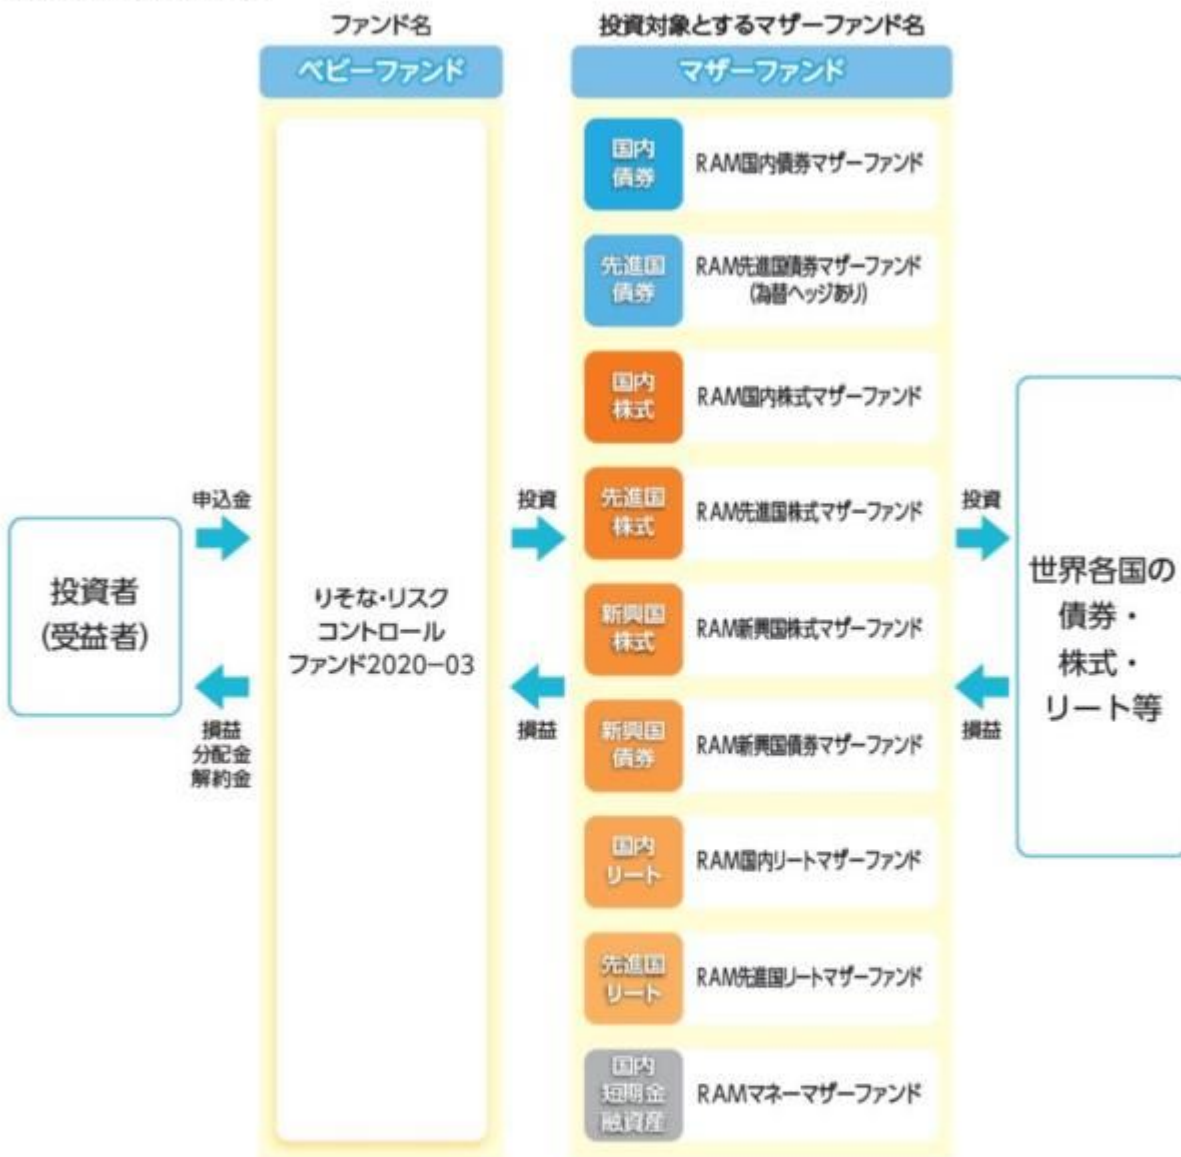 ファンド名
投資対象とするマザーファンド名
ベビーファンド
マザーファンド
国内
債券
RAM国内債券マザーファンド
先進国
債券
RAM先進国債券マザーファンド
(為替ヘッジあり)
国内
株式
RAM国内株式マザーファンド
先進国
株式
RAM先進国株式マザーファンド
新興国
株式
RAM新興国株式マザーファンド
新興国
債券
RAM新興国債券マザーファンド
国内
リート
RAM国内リートマザーファンド
先進国
リート
RAM先進国リートマザーファンド
国内
短期金
融資産
RAMマネーマザーファンド
投資者
(受益者)
申込金
損益
分配金
解約金
りそな・リスク
コントロール
ファンド2020−03
投資
損益
投資
損益
世界各国の
債券・
株式・
リート等